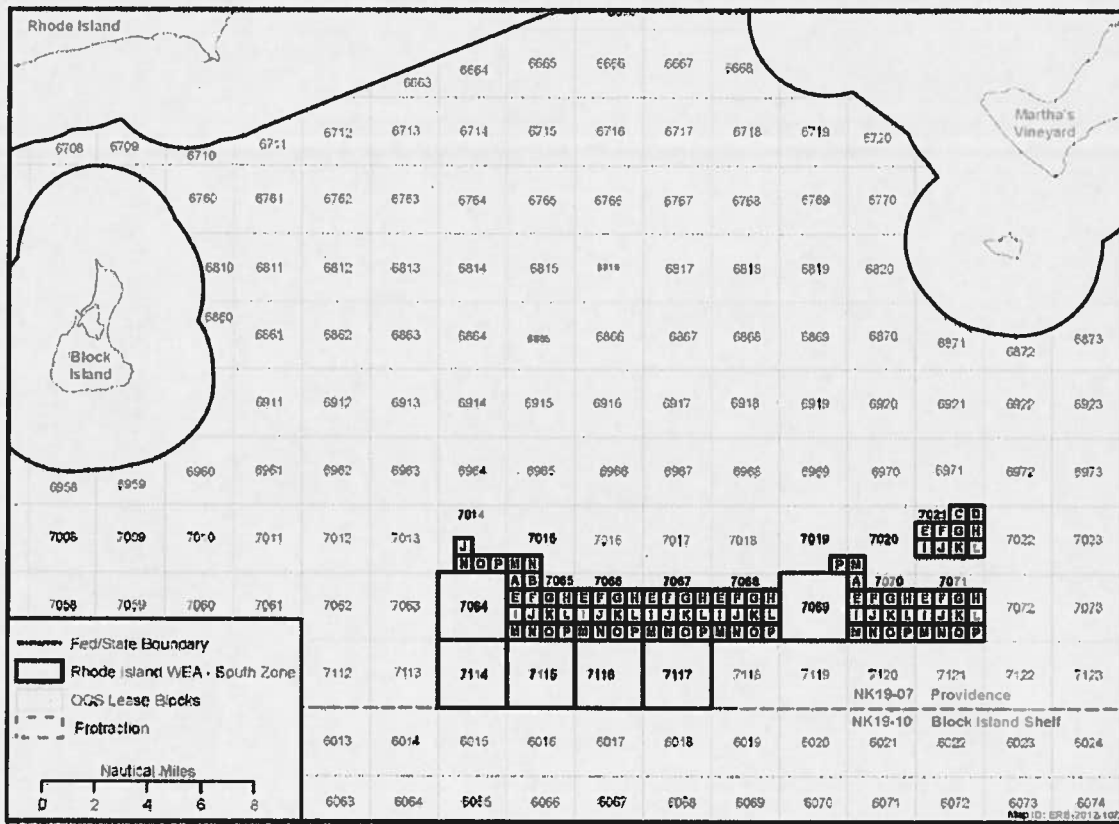 Rhode Island
6663 6664 6665 6666 6667 6668
Martha's
Vineyard
6708 6709 6710 6711 6712 6713 6714 6715 6716 6717 6718 6719 6720
6760 6761 6762 6763 6764 6765 6766 6767 6768 6769 6770
6810 6811 6812 6813 6814 6815 6816 6817 6818 6819 6820
6860 6861 6862 6863 6864 6865 6866 6867 6868 6869 6870 6871 6872 6873
Block
Island
6911 6912 6913 6914 6915 6916 6917 6918 6919 6920 6921 6922 6923
6958 6959 6960 6961 6962 6963 6964 6965 6966 6967 6968 6969 6970 6971 6972 6973
7014 7021 C D
7008 7009 7010 7011 7012 7013 7015 7016 7017 7018 7019 7020 E F G H 7022 7023
J I J K L
N O P M N P M
A B 7065 7066 7067 7068 A 7070 7071
7058 7059 7060 7061 7062 7063 7064 E F G H E F G H E F G H E F G H 7069 E F G H E F G H 7072 7073
I J K L I J K L I J K L I J K L I J K L I J K L
M N O P M N O P M N O P M N O P M N O P M N O P
Fed/State Boundary
Rhode Island WEA - South Zone
OCS Lease Blocks
Protraction
Nautical Miles
0 2 4 6 8
7112 7113 7114 7115 7116 7117 7118 7119 7120 7121 7122 7123
NK19-07 Providence
NK19-10 Block Island Shelf
6013 6014 6015 6016 6017 6018 6019 6020 6021 6022 6023 6024
6063 6064 6065 6066 6067 6068 6069 6070 6071 6072 6073 6074